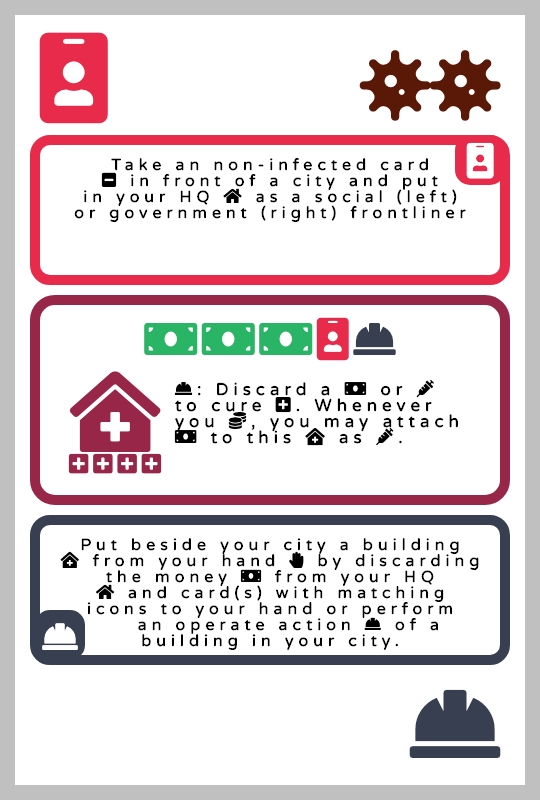 Take an non-infected card
in front of a city and put
in your HQ as a social (left)
or government (right) frontliner
: Discard a or
to cure . Whenever
you , you may attach
to this as .
Put beside your city a building
from your hand by discarding
the money from your HQ
and card(s) with matching
icons to your hand or perform
an operate action of a
building in your city.